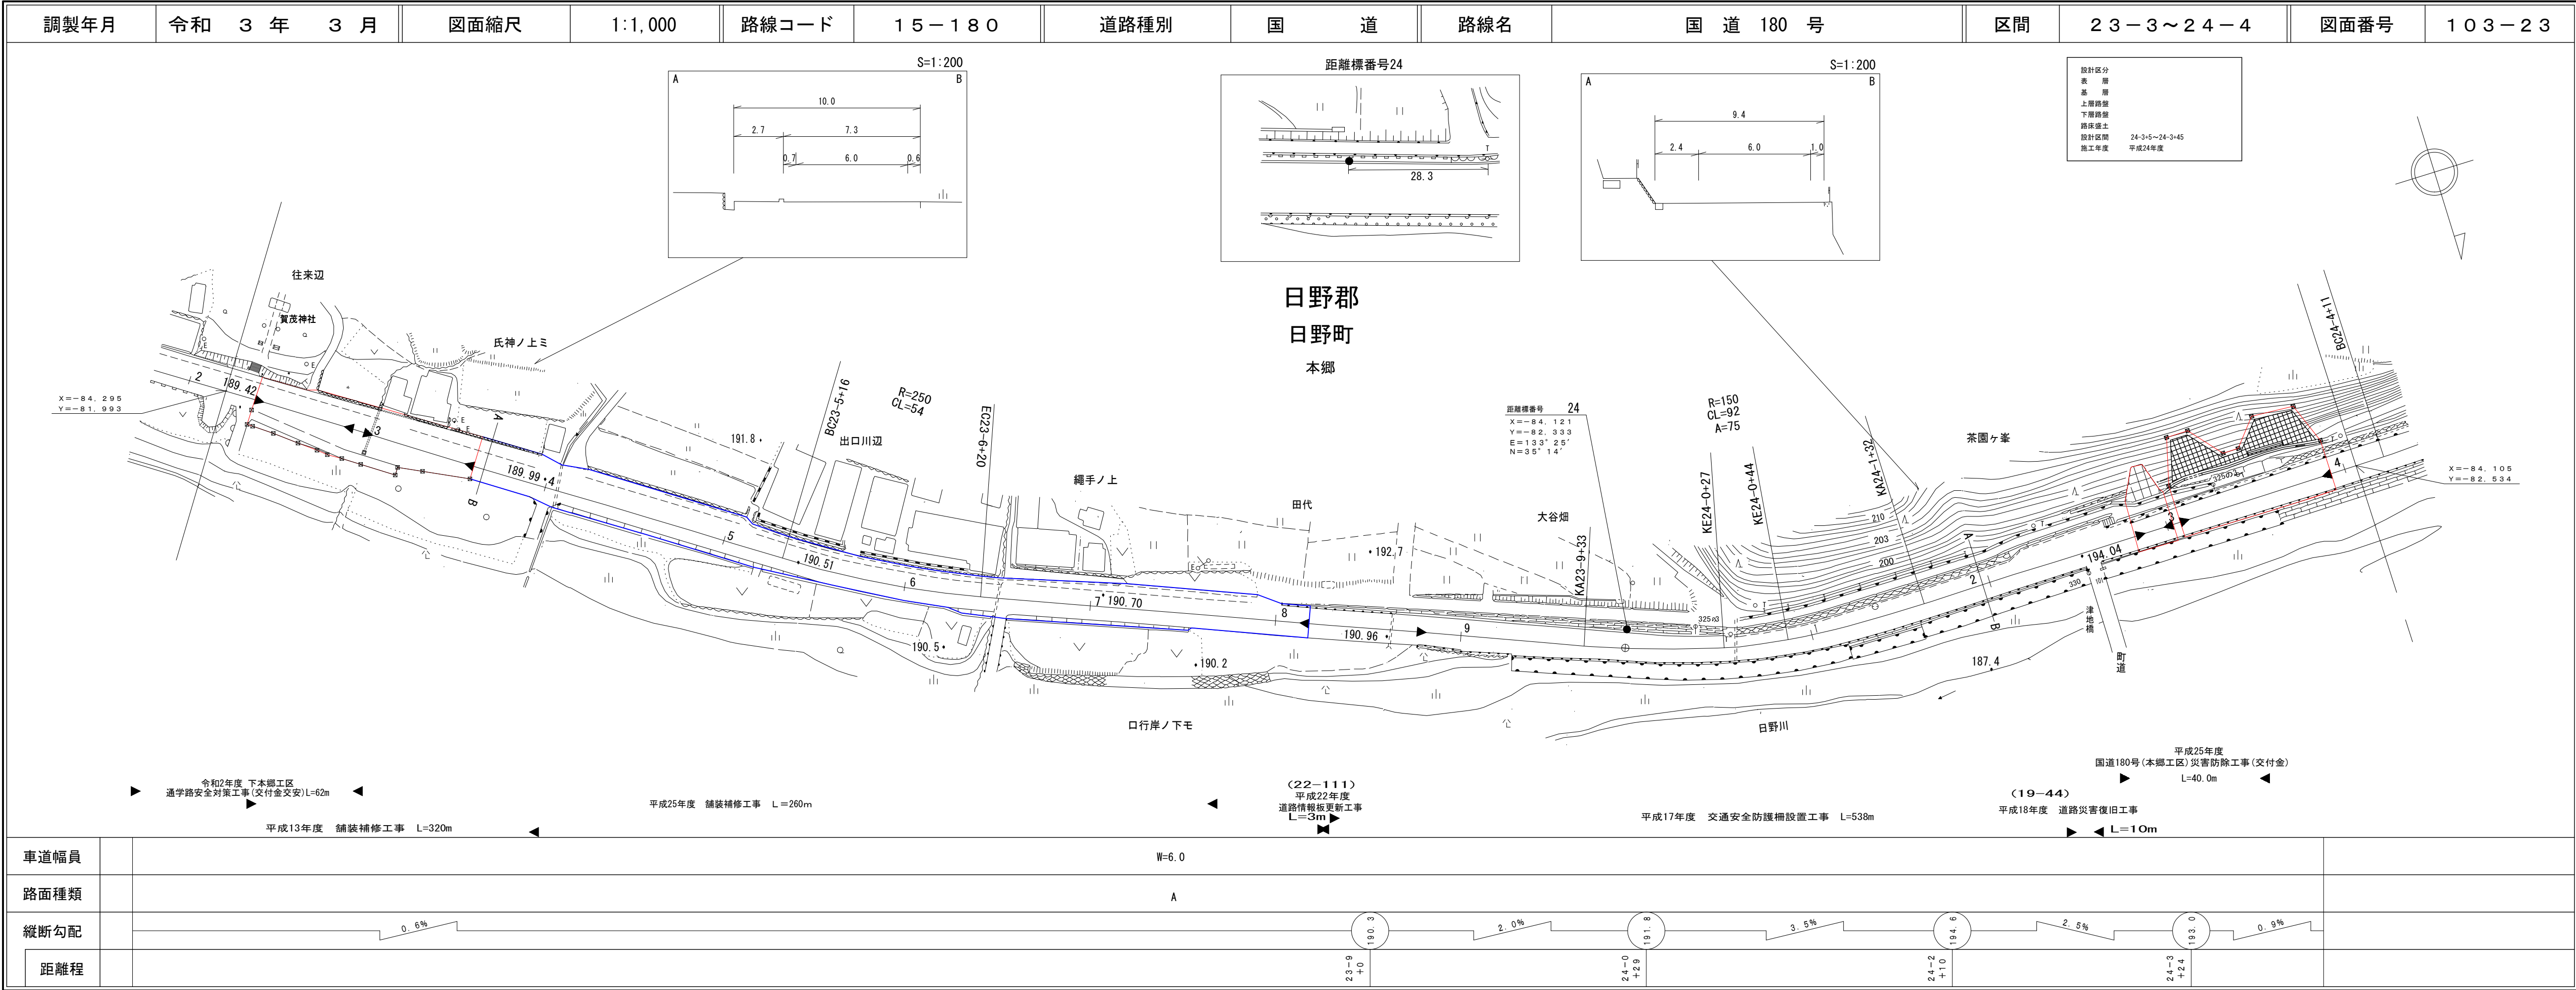 調製年月 令和 3 年 3 月 図面縮尺 1:1,000 路線コード 15-180 道路種別 国 道 路線名 国 道 180 号 区間 23-3～24-4 図面番号 103-23
S=1:200
A B
10.0
2.7 7.3
0.7 6.0 0.6
距離標番号24
T
28.3
S=1:200
A B
9.4
2.4 6.0 1.0
設計区分
表 層
基 層
上層路盤
下層路盤
路床盛土
設計区間 24-3+5～24-3+45
施工年度 平成24年度
日野郡
日野町
本郷
往来辺
賀茂神社
氏神ノ上ミ
X=-84. 295
Y=-81. 993
2
189.42
3
A
B
189.99
4
191.8
BC23-5+16
R=250
CL=54
出口川辺
EC23-6+20
5
190.51
6
190.5
縄手ノ上
7
190.70
190.2
田代
192.7
8
190.96
9
大谷畑
KA23-9+33
距離標番号 24
X=-84. 121
Y=-82. 333
E=133° 25′
N=35° 14′
R=150
CL=92
A=75
KE24-0+27
KE24-0+44
KA24-1+32
210
203
200
茶園ヶ峯
A
B
2
194.04
3
4
BC24-4+11
X=-84. 105
Y=-82. 534
330
101
津地橋
町道
187.4
日野川
口行岸ノ下モ
令和2年度 下本郷工区
通学路安全対策工事(交付金交安)L=62m
平成13年度 舗装補修工事 L=320m
平成25年度 舗装補修工事 L=260m
(22-111)
平成22年度
道路情報板更新工事
L=3m
平成17年度 交通安全防護柵設置工事 L=538m
平成25年度
国道180号(本郷工区)災害防除工事(交付金)
L=40.0m
(19-44)
平成18年度 道路災害復旧工事
L=10m
車道幅員 W=6.0
路面種類 A
縦断勾配 0.6% 190.3 2.0% 191.8 3.5% 194.6 2.5% 193.0 0.9%
距離程 23-9 +0 24-0 +29 24-2 +10 24-3 +24